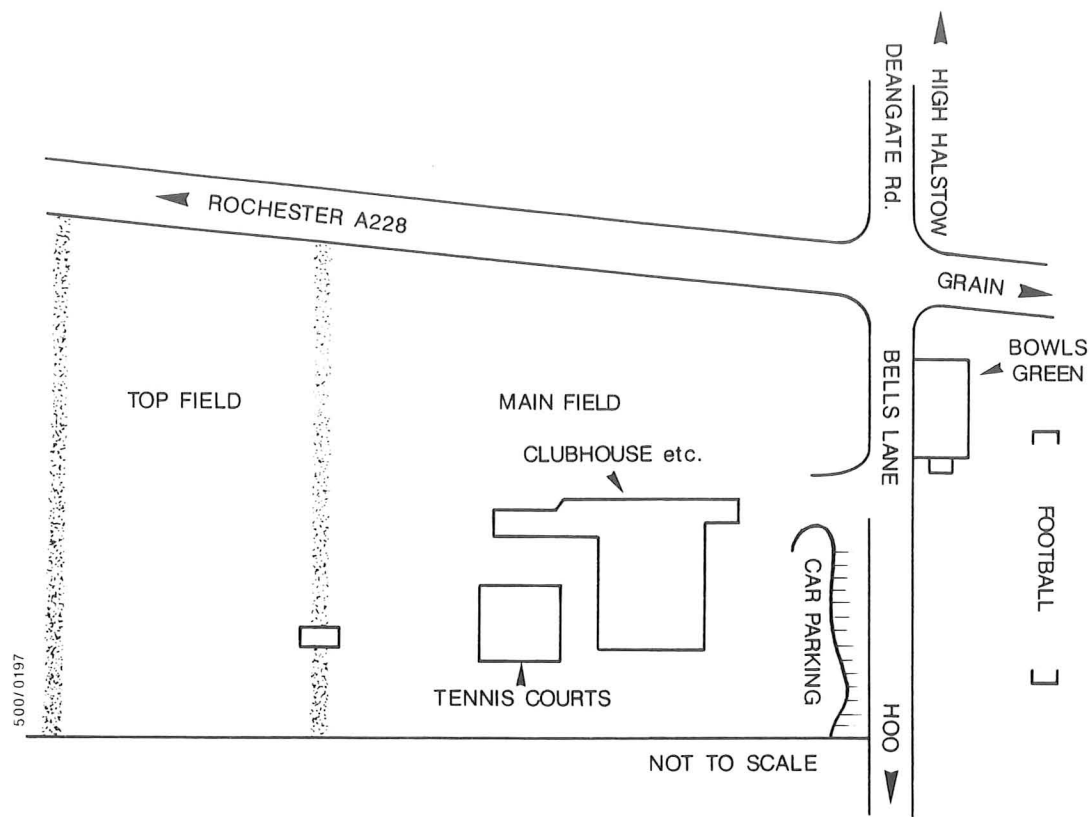 DEANGATE Rd.
HIGH HALSTOW
ROCHESTER A228
GRAIN
BOWLS
GREEN
BELLS LANE
TOP FIELD
MAIN FIELD
CLUBHOUSE etc.
FOOTBALL
CAR PARKING
TENNIS COURTS
HOO
NOT TO SCALE
500/0197